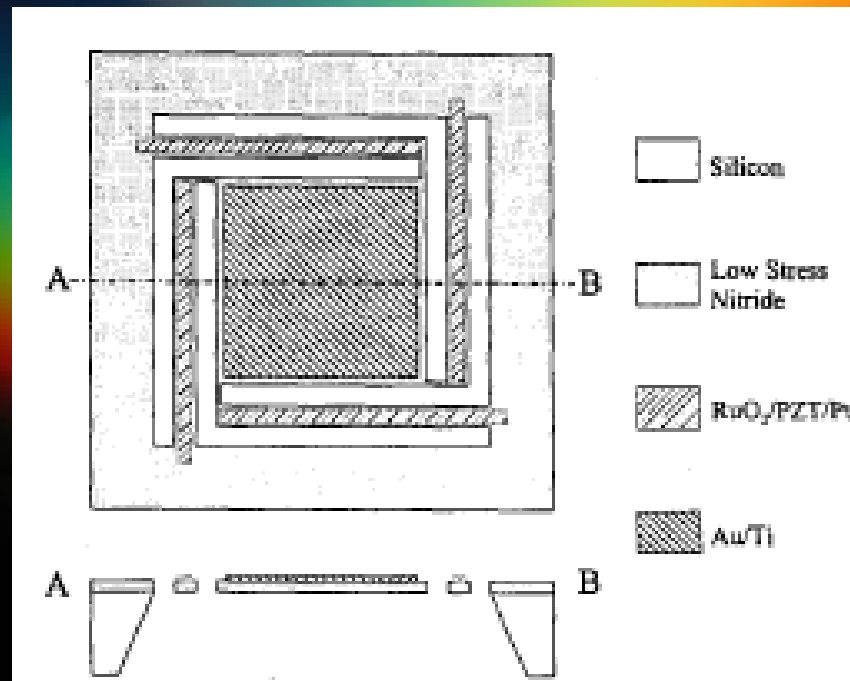 A
B
Silicon
Low Stress
Nitride
RuO₂/PZT/Pt
Au/Ti
A
B